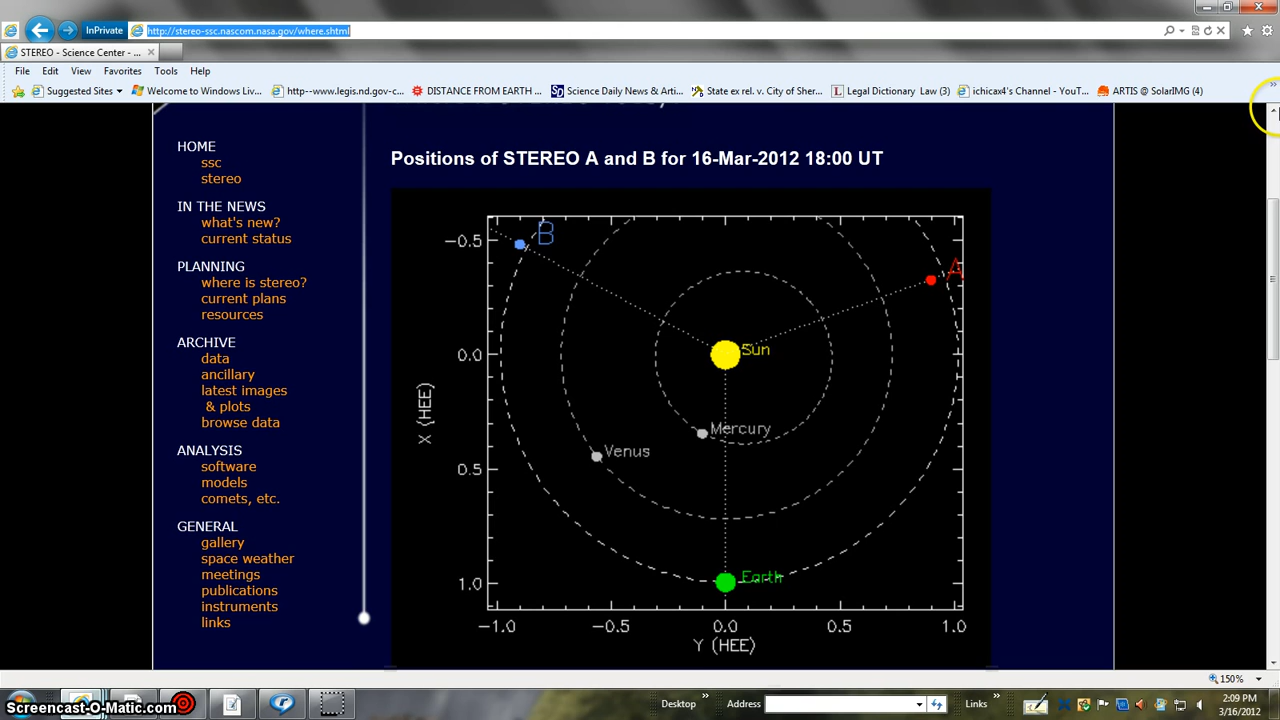 InPrivate
http://stereo-ssc.nascom.nasa.gov/where.shtml
STEREO - Science Center - ...
File Edit View Favorites Tools Help
Suggested Sites
Welcome to Windows Liv...
http--www.legis.nd.gov-c...
DISTANCE FROM EARTH ...
Science Daily News & Arti...
State ex rel. v. City of Sher...
Legal Dictionary Law (3)
ichicax4's Channel - YouT...
ARTIS @ SolarIMG (4)
HOME
ssc
stereo
IN THE NEWS
what's new?
current status
PLANNING
where is stereo?
current plans
resources
ARCHIVE
data
ancillary
latest images
& plots
browse data
ANALYSIS
software
models
comets, etc.
GENERAL
gallery
space weather
meetings
publications
instruments
links
Positions of STEREO A and B for 16-Mar-2012 18:00 UT
B
A
Sun
Mercury
Venus
Earth
X (HEE)
−0.5
0.0
0.5
1.0
−1.0 −0.5 0.0 0.5 1.0
Y (HEE)
150%
Screencast-O-Matic.com
Desktop
Address
Links
2:09 PM
3/16/2012